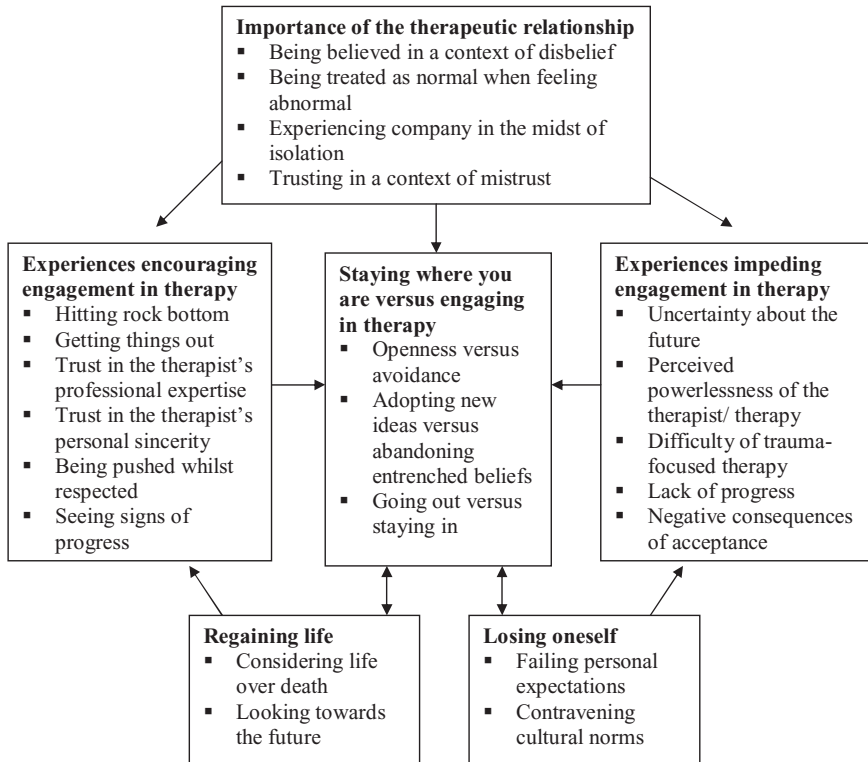 Importance of the therapeutic relationship
▪ Being believed in a context of disbelief
▪ Being treated as normal when feeling
abnormal
▪ Experiencing company in the midst of
isolation
▪ Trusting in a context of mistrust
Experiences encouraging
engagement in therapy
▪ Hitting rock bottom
▪ Getting things out
▪ Trust in the therapist’s
professional expertise
▪ Trust in the therapist’s
personal sincerity
▪ Being pushed whilst
respected
▪ Seeing signs of
progress
Staying where you
are versus engaging
in therapy
▪ Openness versus
avoidance
▪ Adopting new
ideas versus
abandoning
entrenched beliefs
▪ Going out versus
staying in
Experiences impeding
engagement in therapy
▪ Uncertainty about the
future
▪ Perceived
powerlessness of the
therapist/ therapy
▪ Difficulty of trauma-
focused therapy
▪ Lack of progress
▪ Negative consequences
of acceptance
Regaining life
▪ Considering life
over death
▪ Looking towards
the future
Losing oneself
▪ Failing personal
expectations
▪ Contravening
cultural norms